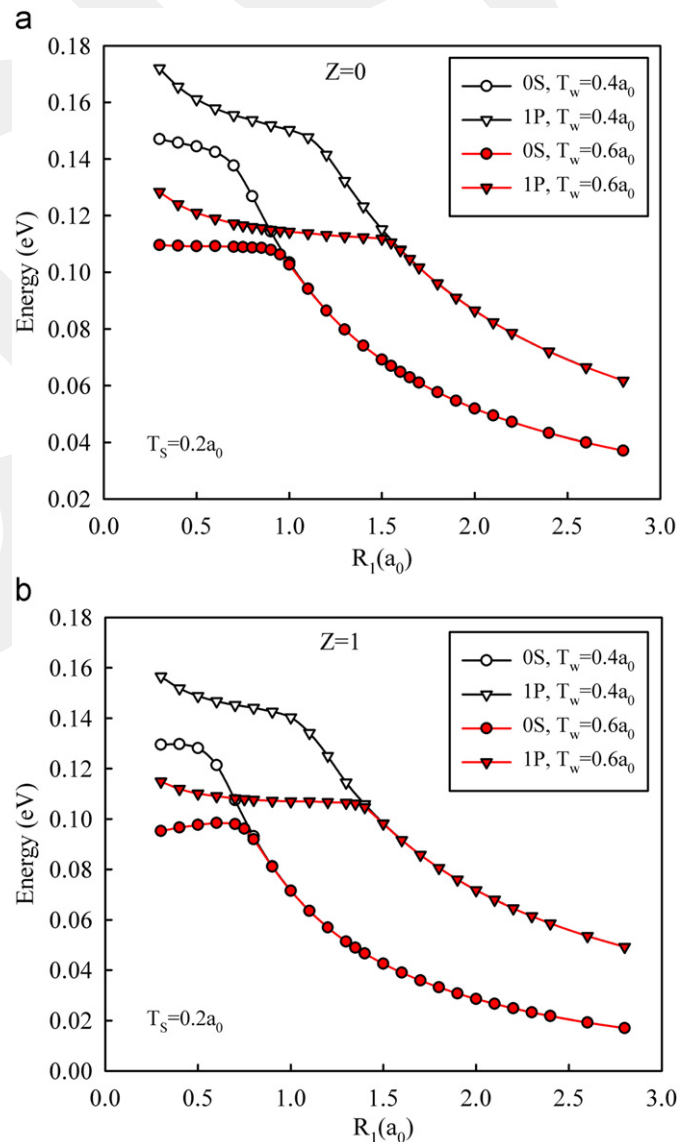 a
0.18
Z=0
0S, T_w=0.4a_0
0.16
1P, T_w=0.4a_0
0S, T_w=0.6a_0
0.14
1P, T_w=0.6a_0
0.12
Energy (eV)
0.10
0.08
0.06
0.04
T_S=0.2a_0
0.02
0.0 0.5 1.0 1.5 2.0 2.5 3.0
R_1(a_0)
b
0.18
Z=1
0S, T_w=0.4a_0
0.16
1P, T_w=0.4a_0
0S, T_w=0.6a_0
0.14
1P, T_w=0.6a_0
0.12
0.10
Energy (eV)
0.08
0.06
0.04
0.02
T_S=0.2a_0
0.00
0.0 0.5 1.0 1.5 2.0 2.5 3.0
R_1(a_0)